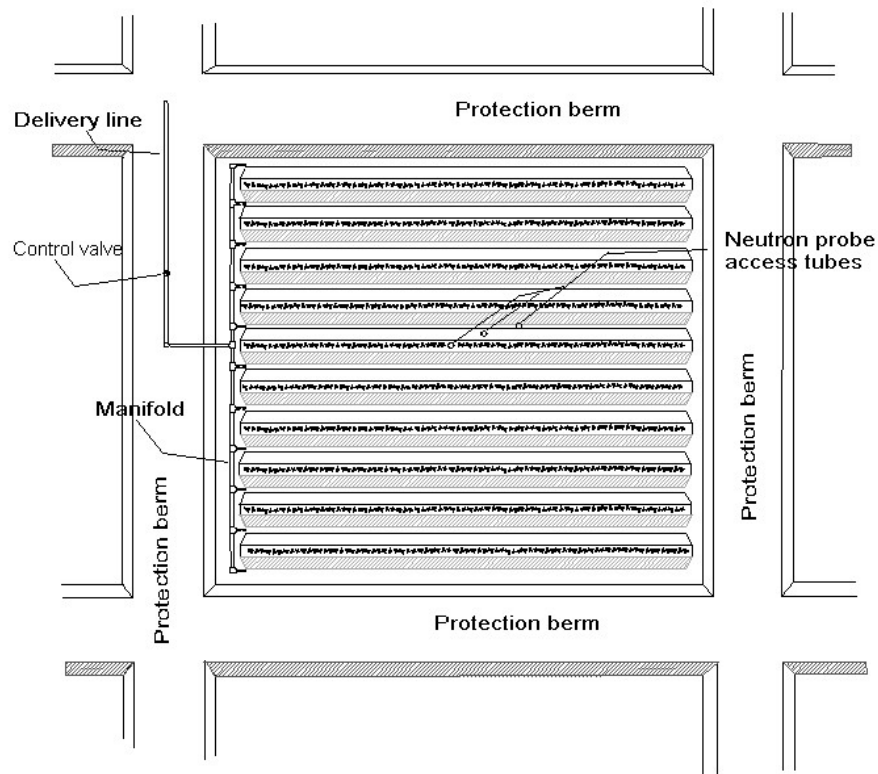 Protection berm
Delivery line
Control valve
Neutron probe
access tubes
Manifold
Protection berm
Protection berm
Protection berm